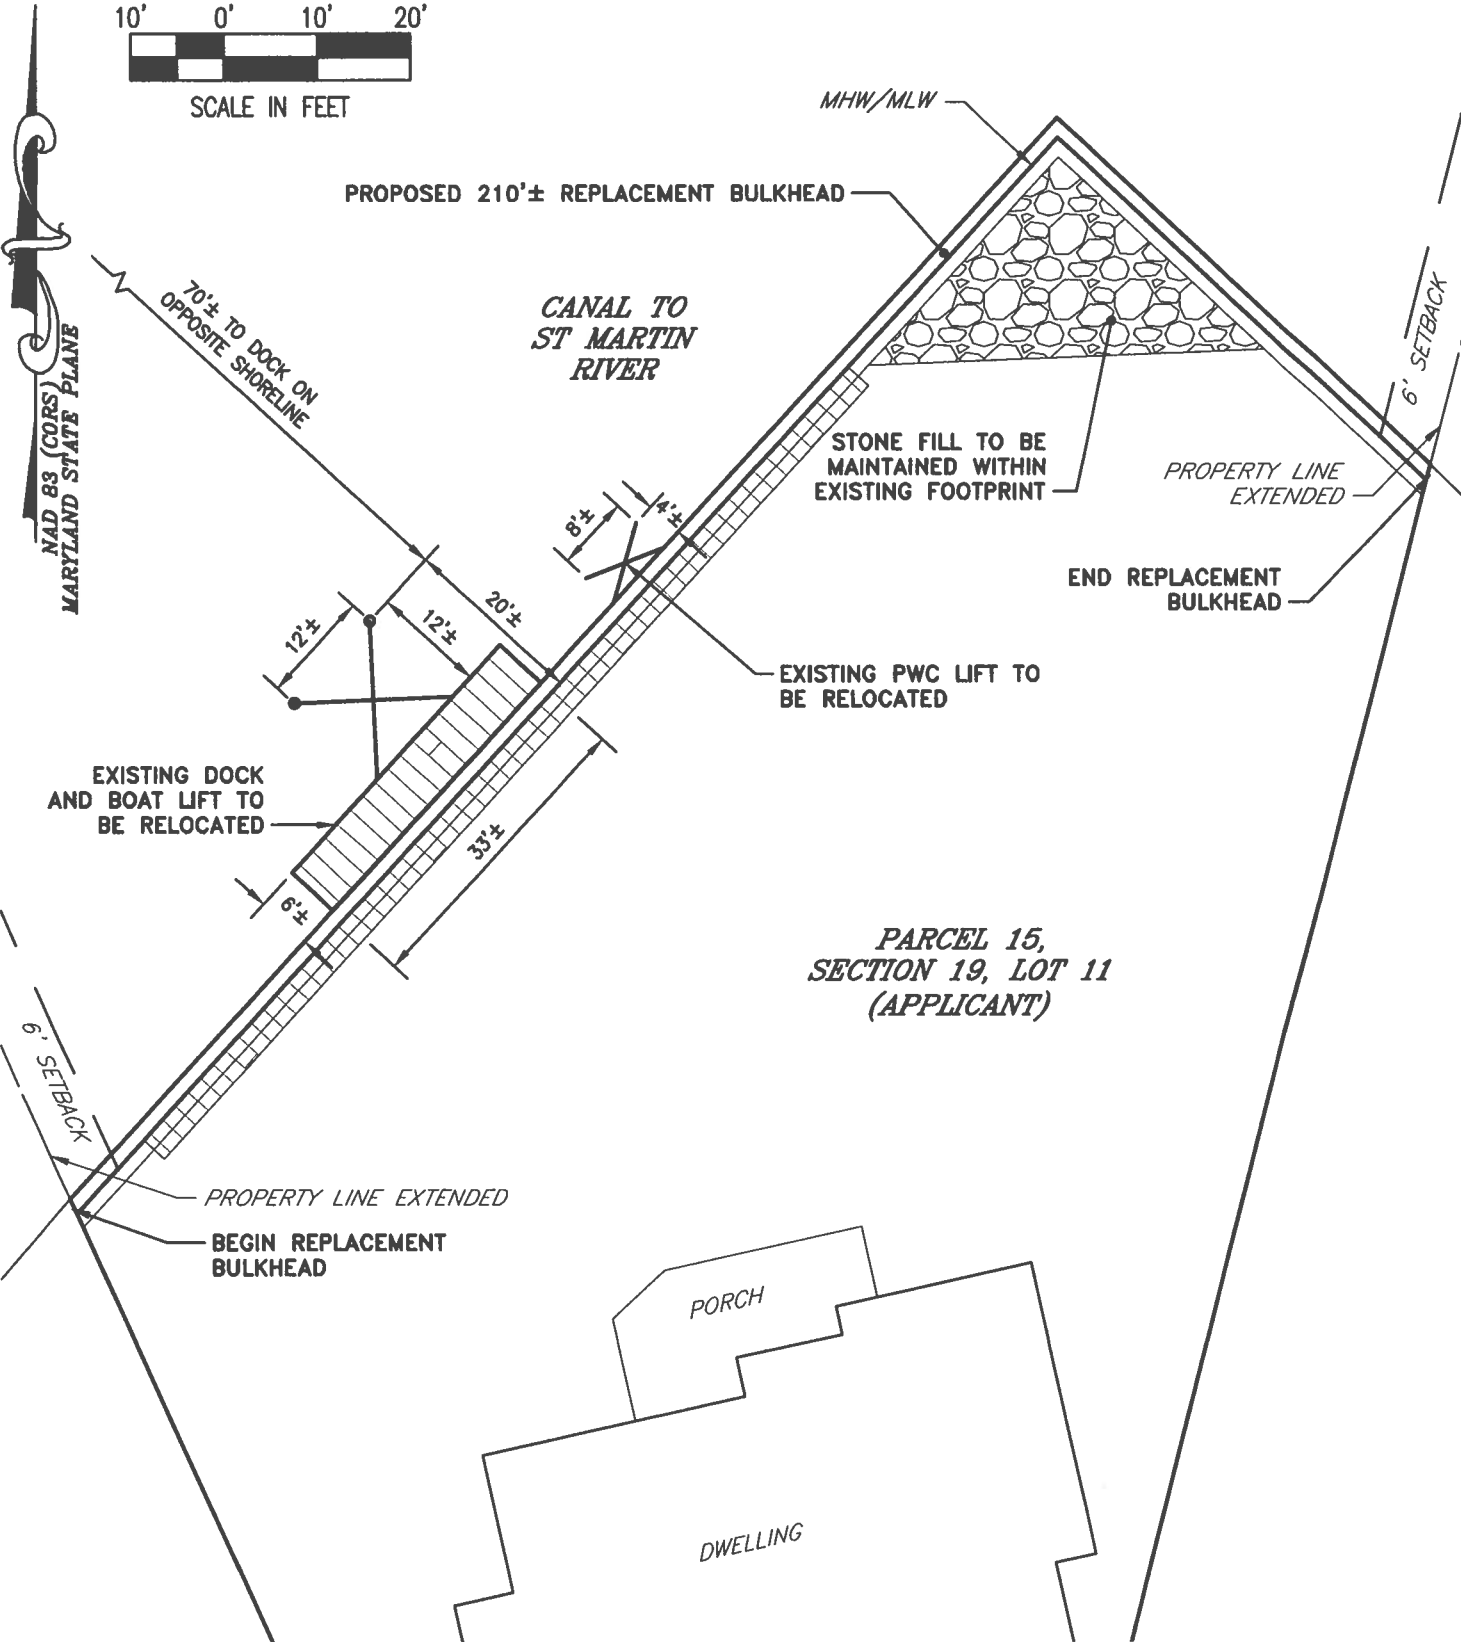 10' 0' 10' 20'
SCALE IN FEET
NAD 83 (CORS)
MARYLAND STATE PLANE
MHW/MLW
PROPOSED 210'± REPLACEMENT BULKHEAD
70'± TO DOCK ON
OPPOSITE SHORELINE
CANAL TO
ST MARTIN
RIVER
6' SETBACK
STONE FILL TO BE
MAINTAINED WITHIN
EXISTING FOOTPRINT
PROPERTY LINE
EXTENDED
END REPLACEMENT
BULKHEAD
8'±
4'±
20'±
12'±
12'±
EXISTING PWC LIFT TO
BE RELOCATED
EXISTING DOCK
AND BOAT LIFT TO
BE RELOCATED
33'±
6'±
PARCEL 15,
SECTION 19, LOT 11
(APPLICANT)
6' SETBACK
PROPERTY LINE EXTENDED
BEGIN REPLACEMENT
BULKHEAD
PORCH
DWELLING